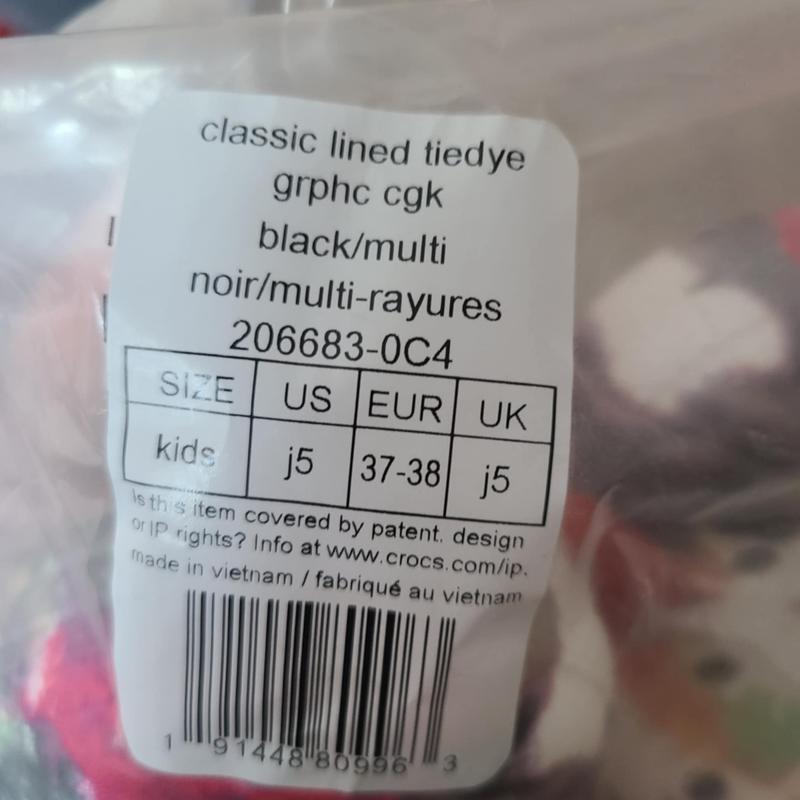 classic lined tiedye
grphc cgk
black/multi
noir/multi-rayures
206683-0C4
SIZE US EUR UK
kids j5 37-38 j5
Is this item covered by patent. design
or IP rights? Info at www.crocs.com/ip.
made in vietnam / fabriqué au vietnam
1 91448 80996 3